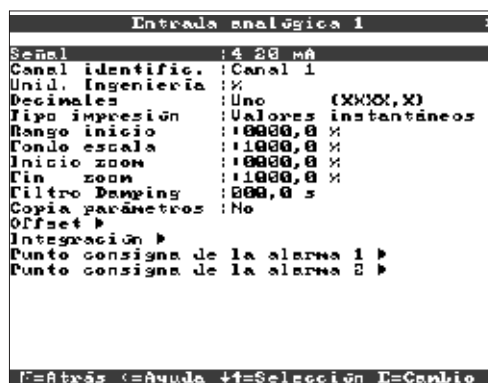 Entrada analógica 1
Señal :4 20 mA
Canal identific. :Canal 1
Unid. Ingeniería :%
Decimales :Uno (XXXX,X)
Tipo impresión :Valores instantáneos
Rango inicio :+0000,0 %
Fondo escala :+1000,0 %
Inicio zoom :+0000,0 %
Fin zoom :+1000,0 %
Filtro Damping :000,0 s
Copia parámetros :No
Offset ▶
Integración ▶
Punto consigna de la alarma 1 ▶
Punto consigna de la alarma 2 ▶
=Atrás <=Ayuda ↓↑=Selección E=Cambio